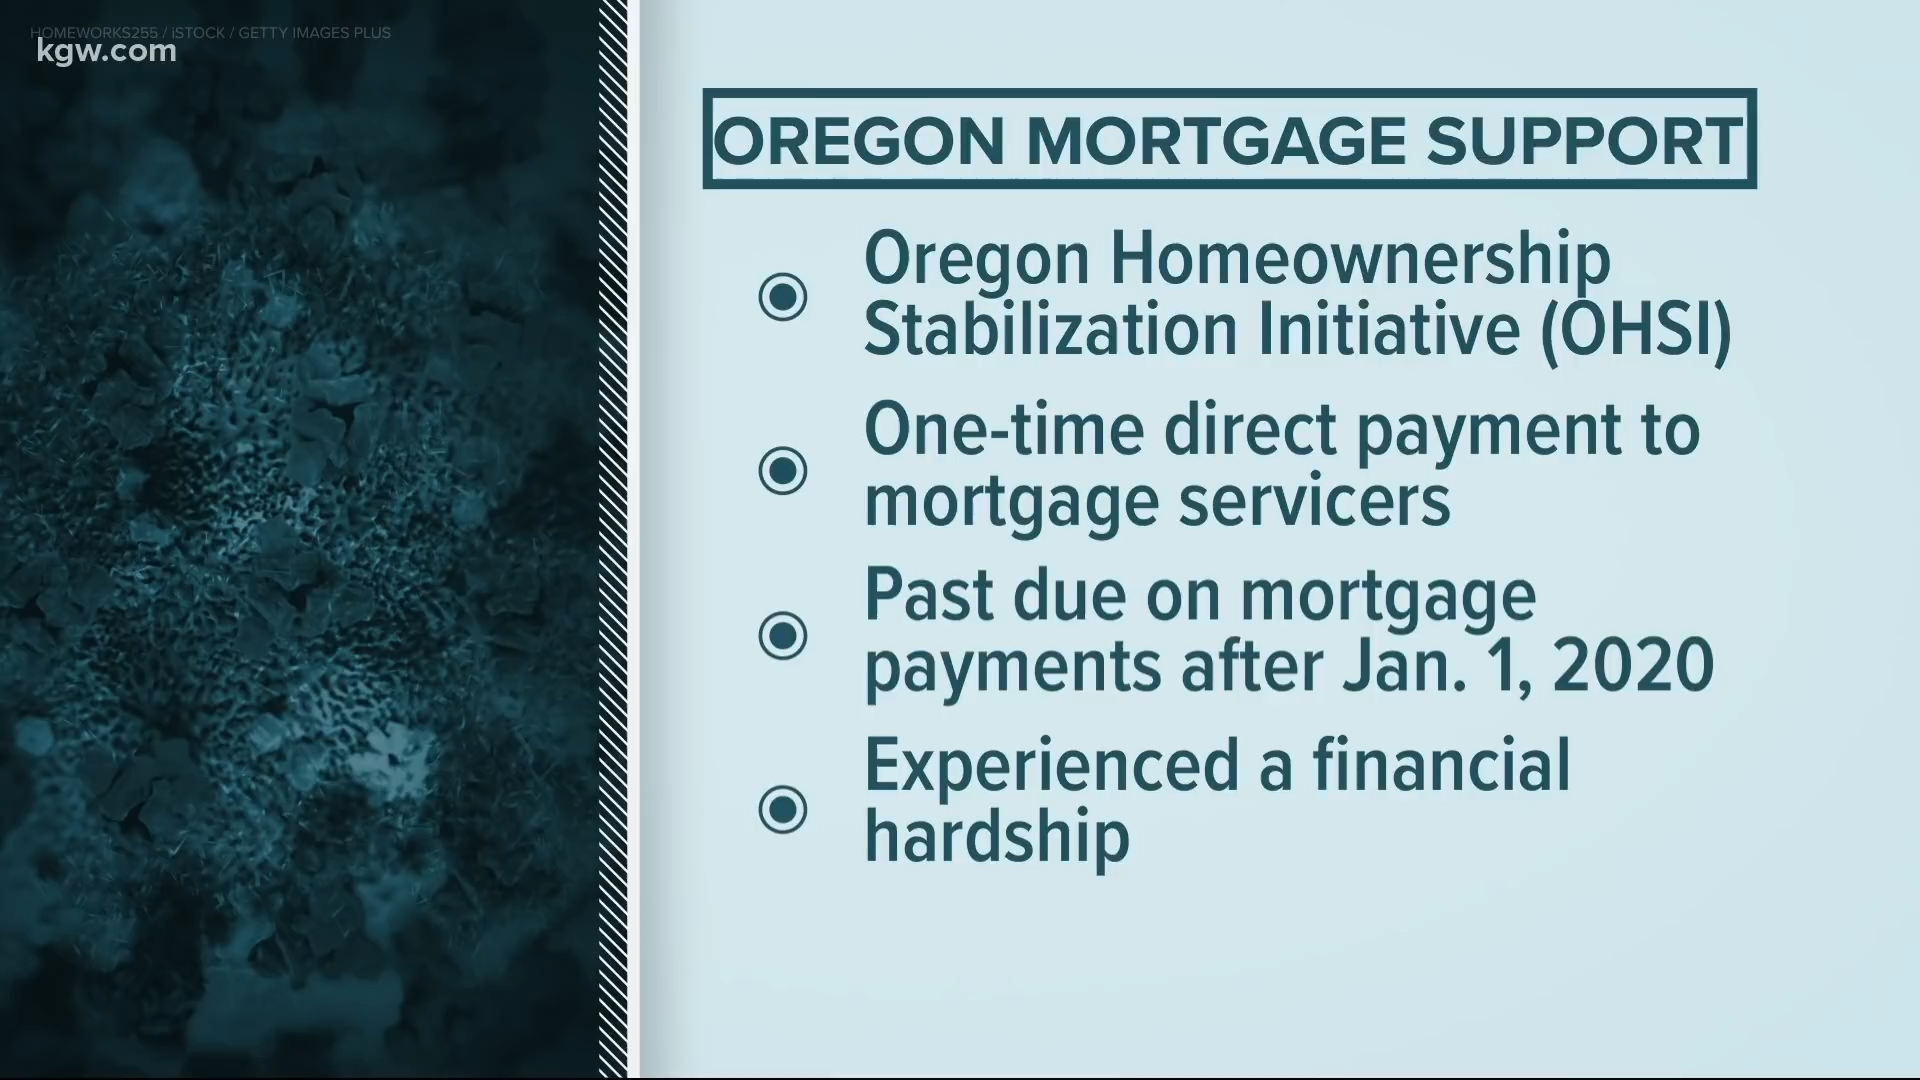 HOMEWORKS255 / iSTOCK / GETTY IMAGES PLUS
kgw.com
OREGON MORTGAGE SUPPORT
Oregon Homeownership
Stabilization Initiative (OHSI)
One-time direct payment to
mortgage servicers
Past due on mortgage
payments after Jan. 1, 2020
Experienced a financial
hardship